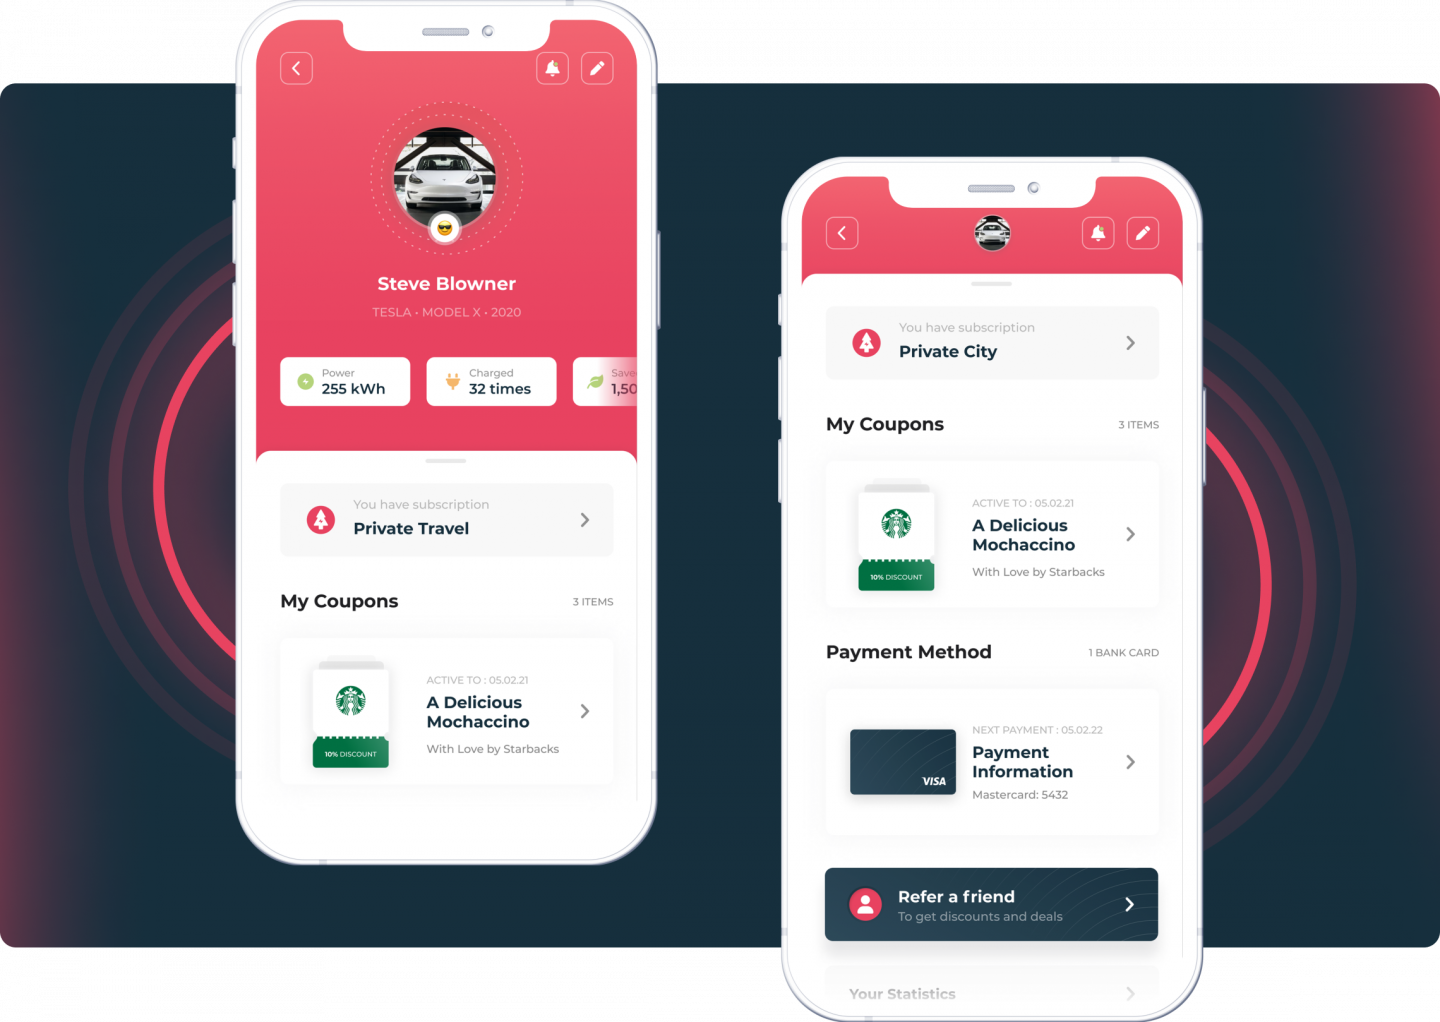 Steve Blowner
TESLA • MODEL X • 2020
Power
255 kWh
Charged
32 times
Save
1,50
You have subscription
Private Travel
My Coupons
3 ITEMS
10% DISCOUNT
ACTIVE TO : 05.02.21
A Delicious
Mochaccino
With Love by Starbacks
You have subscription
Private City
My Coupons
3 ITEMS
10% DISCOUNT
ACTIVE TO : 05.02.21
A Delicious
Mochaccino
With Love by Starbacks
Payment Method
1 BANK CARD
VISA
NEXT PAYMENT : 05.02.22
Payment
Information
Mastercard: 5432
Refer a friend
To get discounts and deals
Your Statistics